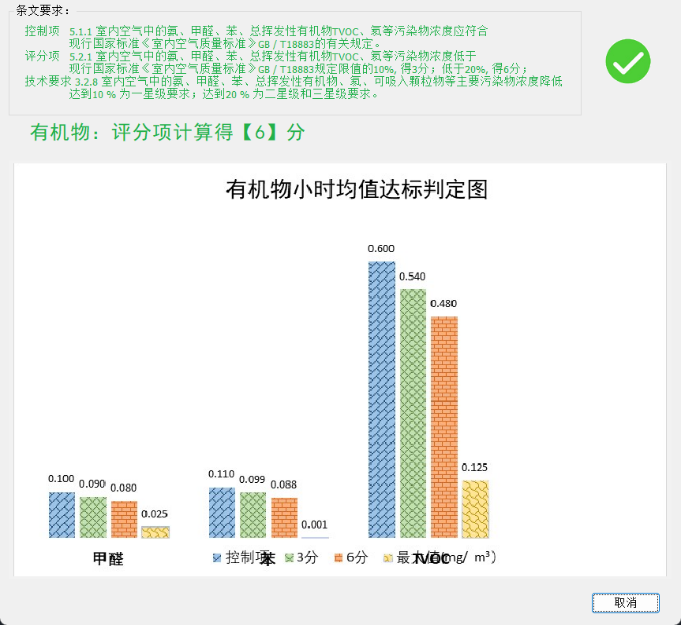 条文要求：
控制项 5.1.1 室内空气中的氨、甲醛、苯、总挥发性有机物TVOC、氡等污染物浓度应符合
现行国家标准《室内空气质量标准》GB / T18883的有关规定。
评分项 5.2.1 室内空气中的氨、甲醛、苯、总挥发性有机物TVOC、氡等污染物浓度低于
现行国家标准《室内空气质量标准》GB / T18883规定限值的10%, 得3分；低于20%, 得6分；
技术要求 3.2.8 室内空气中的氨、甲醛、苯、总挥发性有机物、氡、可吸入颗粒物等主要污染物浓度降低
达到10 % 为一星级要求；达到20 % 为二星级和三星级要求。
有机物：评分项计算得【6】分
有机物小时均值达标判定图
0.600
0.540
0.480
0.125
0.110
0.099
0.088
0.001
0.100
0.090
0.080
0.025
甲醛
苯
TVOC
控制项 3分 6分 最大值(mg/ m³)
取消